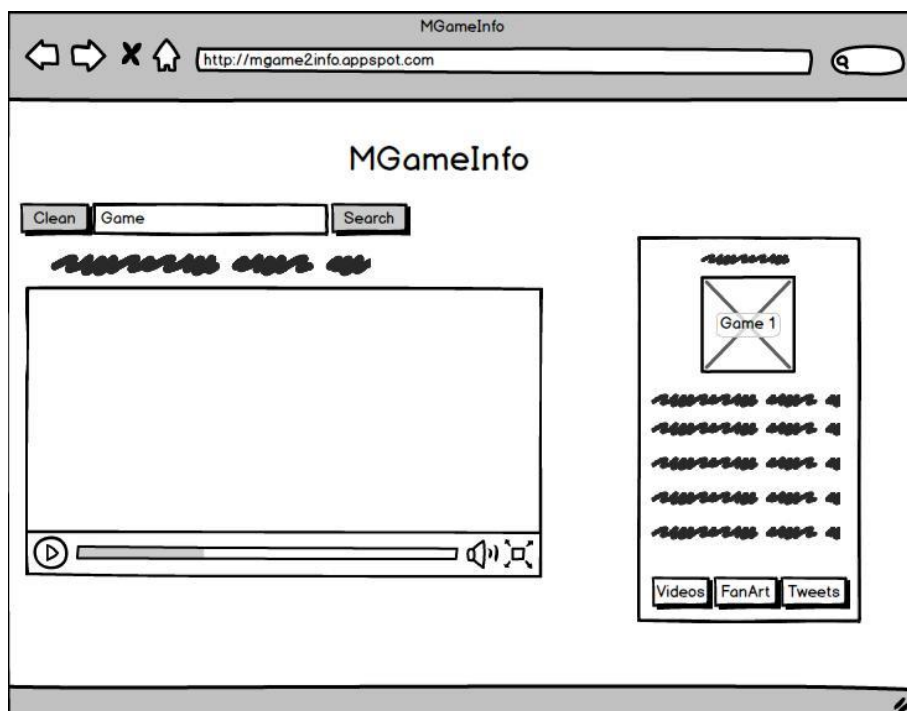 MGameInfo
http://mgame2info.appspot.com
MGameInfo
Clean Game Search
Game 1
Videos FanArt Tweets